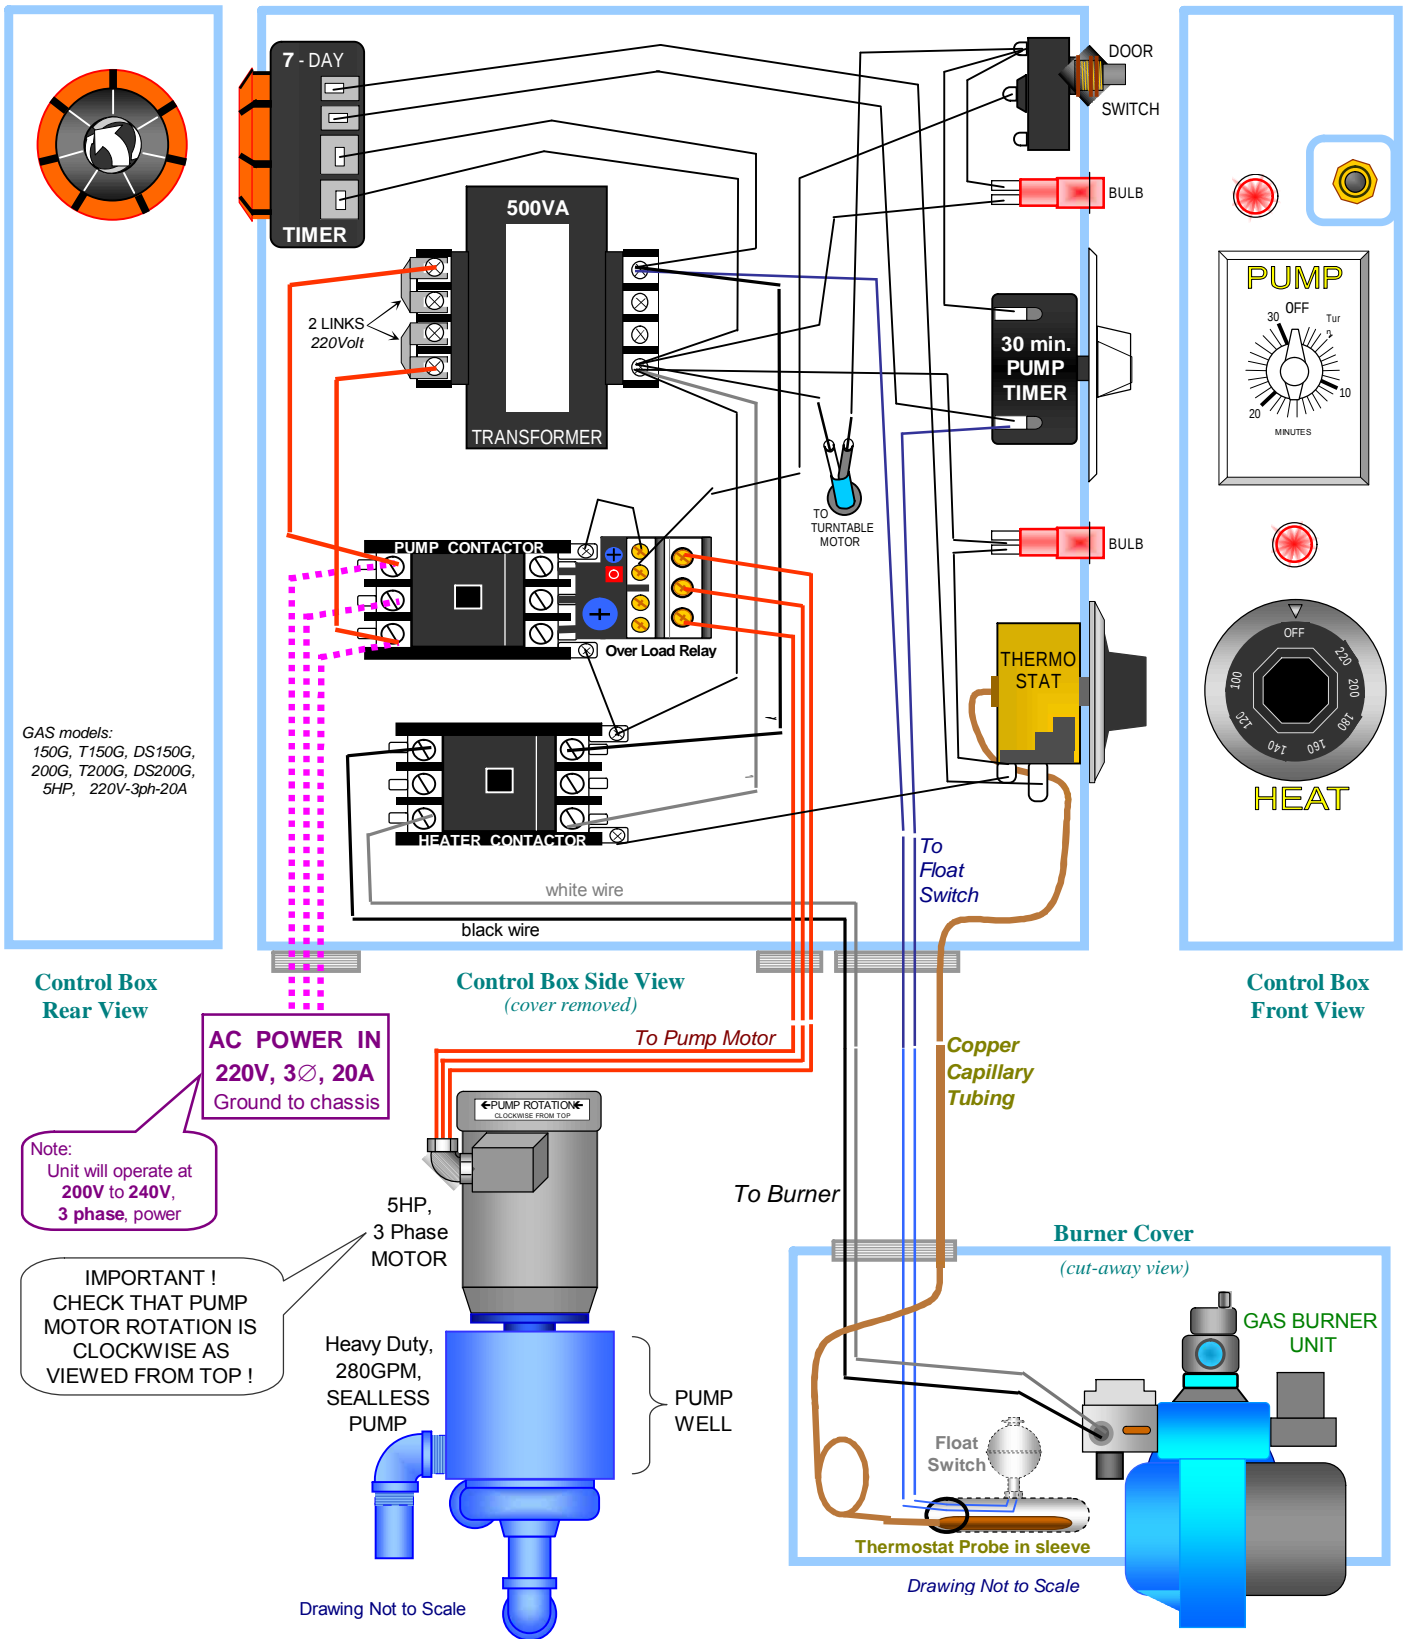 7 - DAY
TIMER
500VA
TRANSFORMER
2 LINKS
220Volt
DOOR
SWITCH
BULB
30 min.
PUMP
TIMER
TO
TURNTABLE
MOTOR
BULB
PUMP CONTACTOR
Over Load Relay
THERMO
STAT
HEATER CONTACTOR
To
Float
Switch
white wire
black wire
PUMP
OFF
Tur
n
30
10
20
MINUTES
OFF
220
200
180
160
140
120
100
HEAT
GAS models:
150G, T150G, DS150G,
200G, T200G, DS200G,
5HP, 220V-3ph-20A
Control Box
Rear View
Control Box Side View
(cover removed)
Control Box
Front View
AC POWER IN
220V, 3∅, 20A
Ground to chassis
To Pump Motor
Copper
Capillary
Tubing
Note:
Unit will operate at
200V to 240V,
3 phase, power
←PUMP ROTATION←
CLOCKWISE FROM TOP
5HP,
3 Phase
MOTOR
To Burner
IMPORTANT !
CHECK THAT PUMP
MOTOR ROTATION IS
CLOCKWISE AS
VIEWED FROM TOP !
Heavy Duty,
280GPM,
SEALLESS
PUMP
PUMP
WELL
Burner Cover
(cut-away view)
GAS BURNER
UNIT
Float
Switch
Thermostat Probe in sleeve
Drawing Not to Scale
Drawing Not to Scale